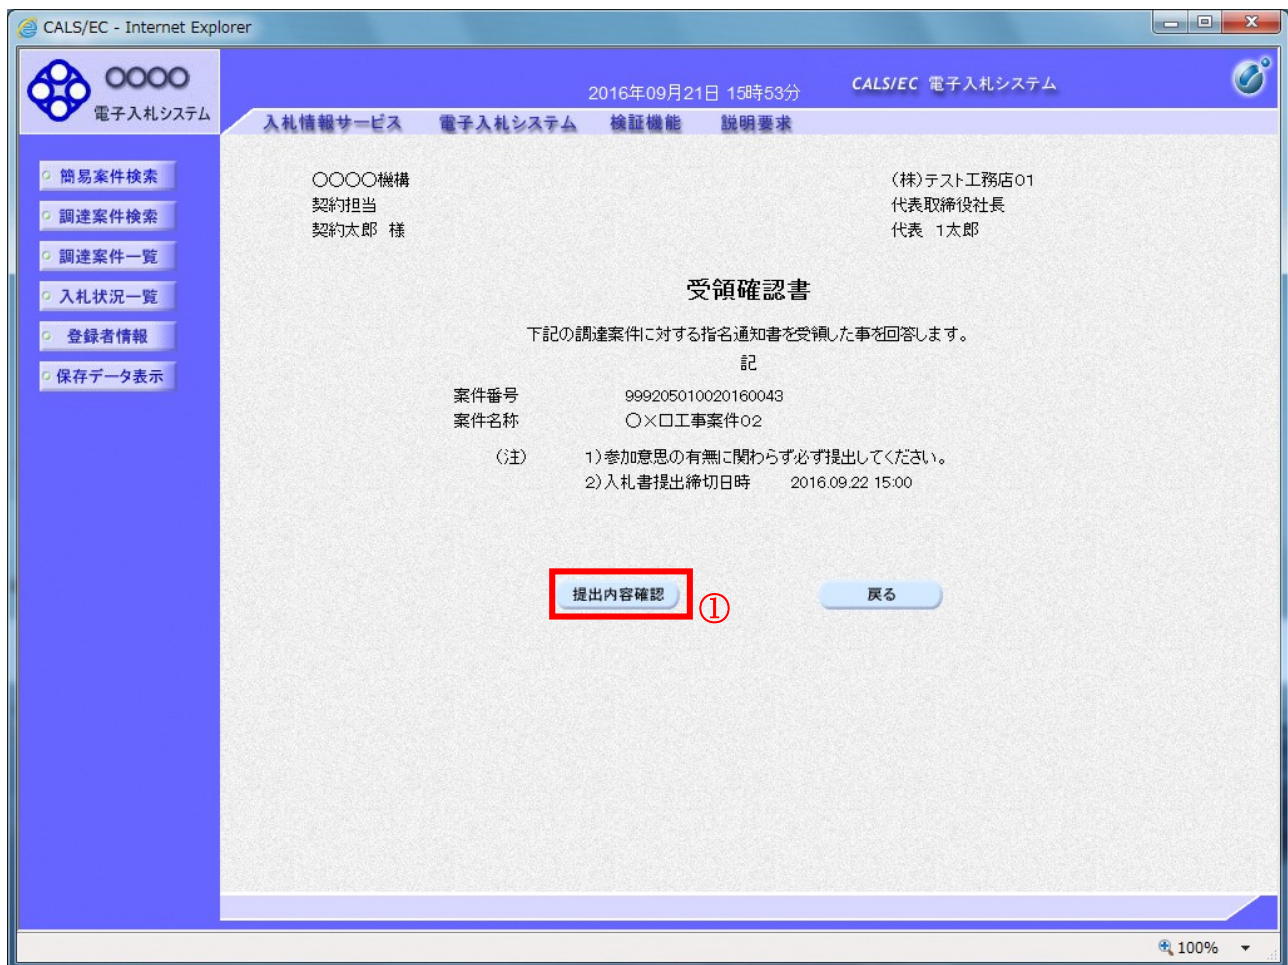 CALS/EC - Internet Explorer
○○○○
電子入札システム
2016年09月21日 15時53分
CALS/EC 電子入札システム
入札情報サービス 電子入札システム 検証機能 説明要求
簡易案件検索
調達案件検索
調達案件一覧
入札状況一覧
登録者情報
保存データ表示
○○○○機構
契約担当
契約太郎 様
(株)テスト工務店01
代表取締役社長
代表 1太郎
受領確認書
下記の調達案件に対する指名通知書を受領した事を回答します。
記
案件番号 999205010020160043
案件名称 ○×口工事案件02
(注) 1)参加意思の有無に関わらず必ず提出してください。
2)入札書提出締切日時 2016.09.22 15:00
提出内容確認 ① 戻る
100%